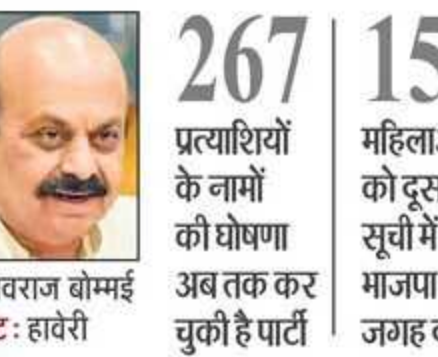 वराज बोम्मई
ट: हावेरी
267
प्रत्याशियों
के नामों
की घोषणा
अब तक कर
चुकी है पार्टी
15
महिला
को दूस
सूची में
भाजपा
जगह